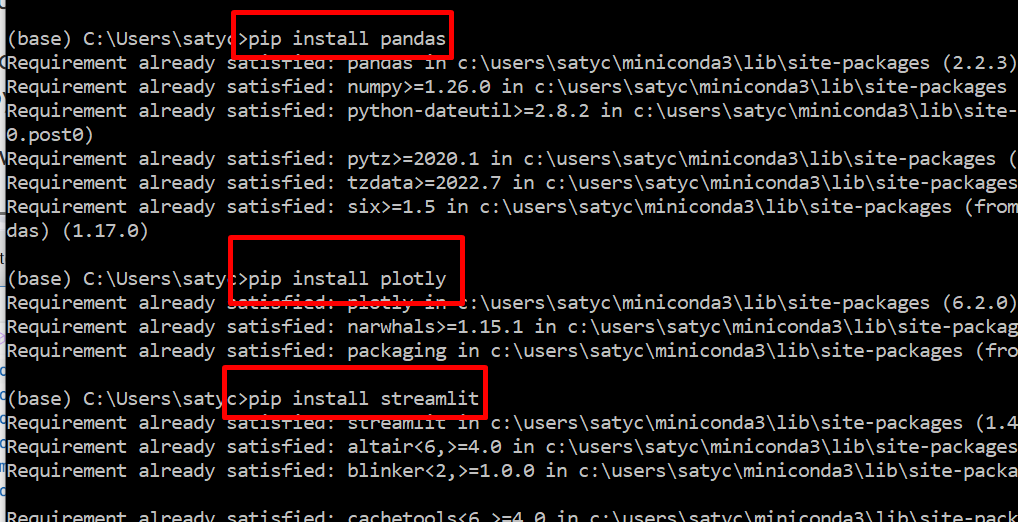 (base) C:\Users\satyc>pip install pandas
Requirement already satisfied: pandas in c:\users\satyc\miniconda3\lib\site-packages (2.2.3)
Requirement already satisfied: numpy>=1.26.0 in c:\users\satyc\miniconda3\lib\site-packages
Requirement already satisfied: python-dateutil>=2.8.2 in c:\users\satyc\miniconda3\lib\site-
0.post0)
Requirement already satisfied: pytz>=2020.1 in c:\users\satyc\miniconda3\lib\site-packages (
Requirement already satisfied: tzdata>=2022.7 in c:\users\satyc\miniconda3\lib\site-packages
Requirement already satisfied: six>=1.5 in c:\users\satyc\miniconda3\lib\site-packages (from
das) (1.17.0)
(base) C:\Users\satyc>pip install plotly
Requirement already satisfied: plotly in c:\users\satyc\miniconda3\lib\site-packages (6.2.0)
Requirement already satisfied: narwhals>=1.15.1 in c:\users\satyc\miniconda3\lib\site-packag
Requirement already satisfied: packaging in c:\users\satyc\miniconda3\lib\site-packages (fro
(base) C:\Users\satyc>pip install streamlit
Requirement already satisfied: streamlit in c:\users\satyc\miniconda3\lib\site-packages (1.4
Requirement already satisfied: altair<6,>=4.0 in c:\users\satyc\miniconda3\lib\site-packages
Requirement already satisfied: blinker<2,>=1.0.0 in c:\users\satyc\miniconda3\lib\site-packa
Requirement already satisfied: cachetools<6,>=4.0 in c:\users\satyc\miniconda3\lib\site-pack